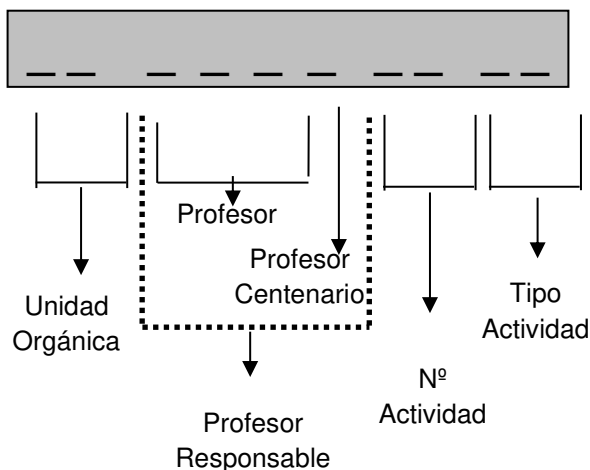 Profesor
Profesor
Centenario
Unidad
Orgánica
Tipo
Actividad
Nº
Actividad
Profesor
Responsable